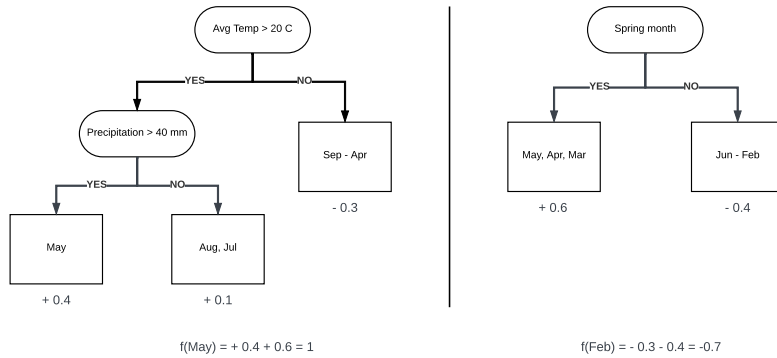 Avg Temp > 20 C
YES
NO
Precipitation > 40 mm
Sep - Apr
- 0.3
YES
NO
May
Aug, Jul
+ 0.4
+ 0.1
Spring month
YES
NO
May, Apr, Mar
Jun - Feb
+ 0.6
- 0.4
f(May) = + 0.4 + 0.6 = 1
f(Feb) = - 0.3 - 0.4 = -0.7